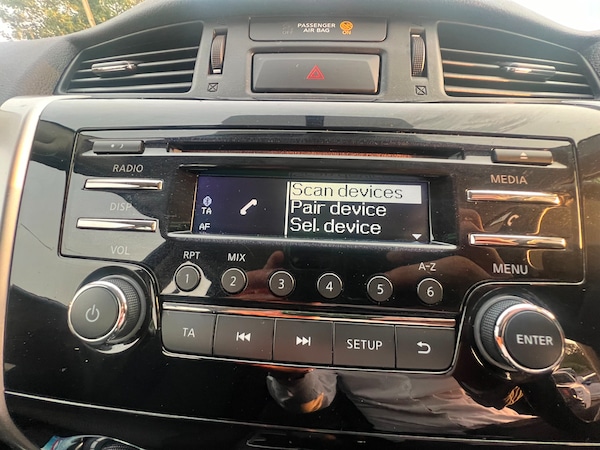 PASSENGER
AIR BAG
OFF
ON
RADIO
MEDIA
DISP
VOL
TA
AF
Scan devices
Pair device
Sel. device
MENU
RPT
MIX
A-Z
1
2
3
4
5
6
TA
SETUP
ENTER